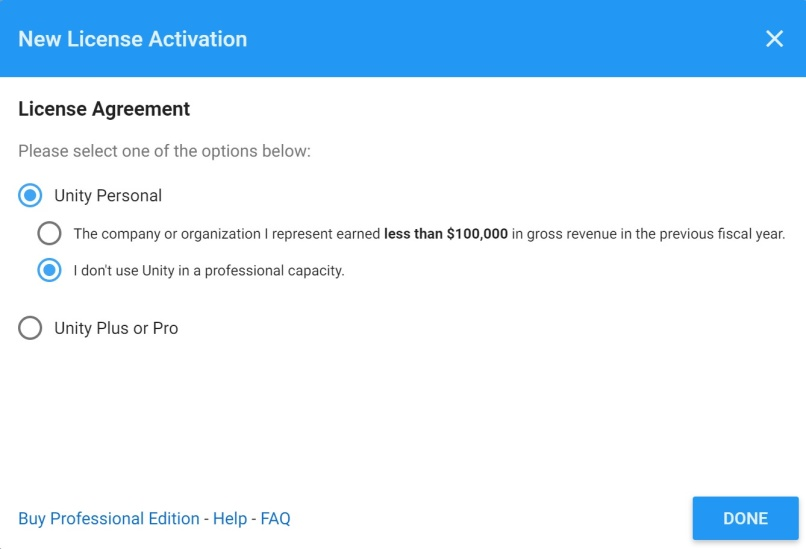 New License Activation
License Agreement
Please select one of the options below:
Unity Personal
The company or organization I represent earned less than $100,000 in gross revenue in the previous fiscal year.
I don't use Unity in a professional capacity.
Unity Plus or Pro
Buy Professional Edition - Help - FAQ
DONE